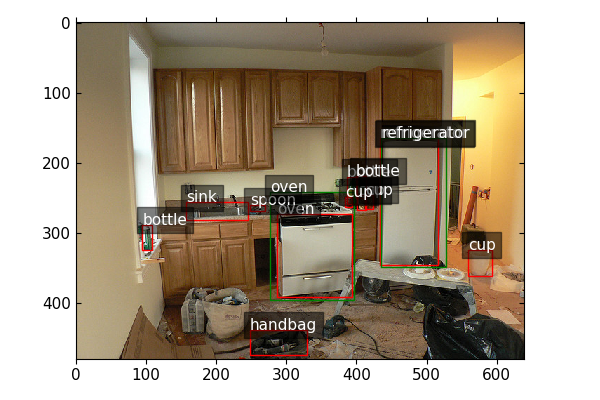 0
100
200
300
400
0 100 200 300 400 500 600
refrigerator
bottle
oven
sink
spoon
cup
cup
oven
bottle
cup
handbag